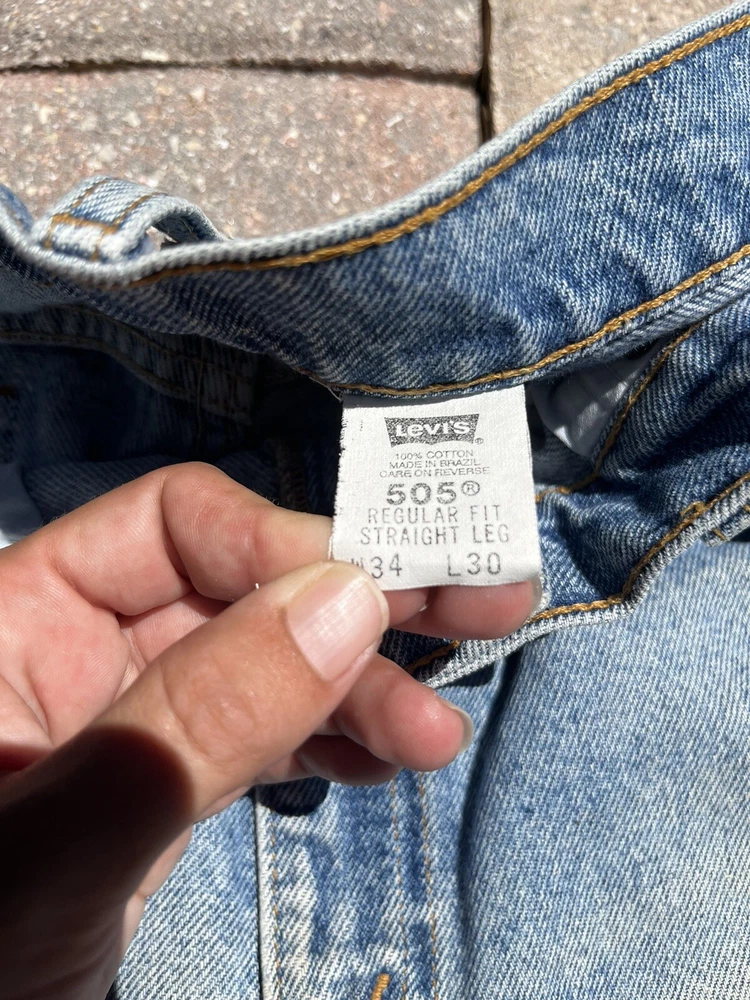 Levi's®
100% COTTON
MADE IN BRAZIL
CARE ON REVERSE
505®
REGULAR FIT
STRAIGHT LEG
W34 L30